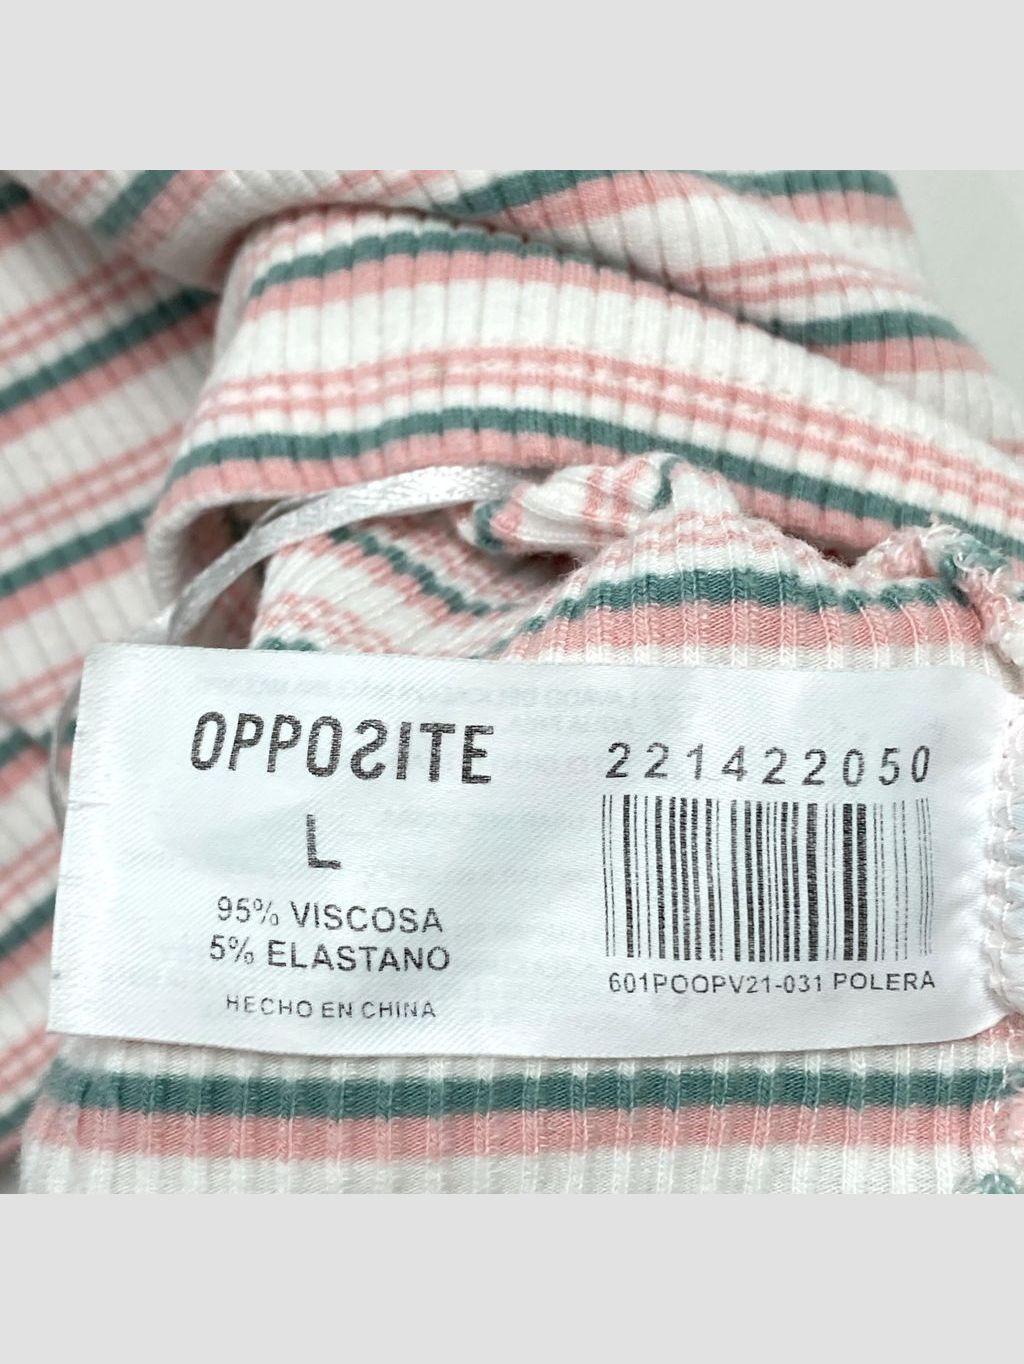 OPPOSITE
L
95% VISCOSA
5% ELASTANO
HECHO EN CHINA
221422050
601POOPV21-031 POLERA